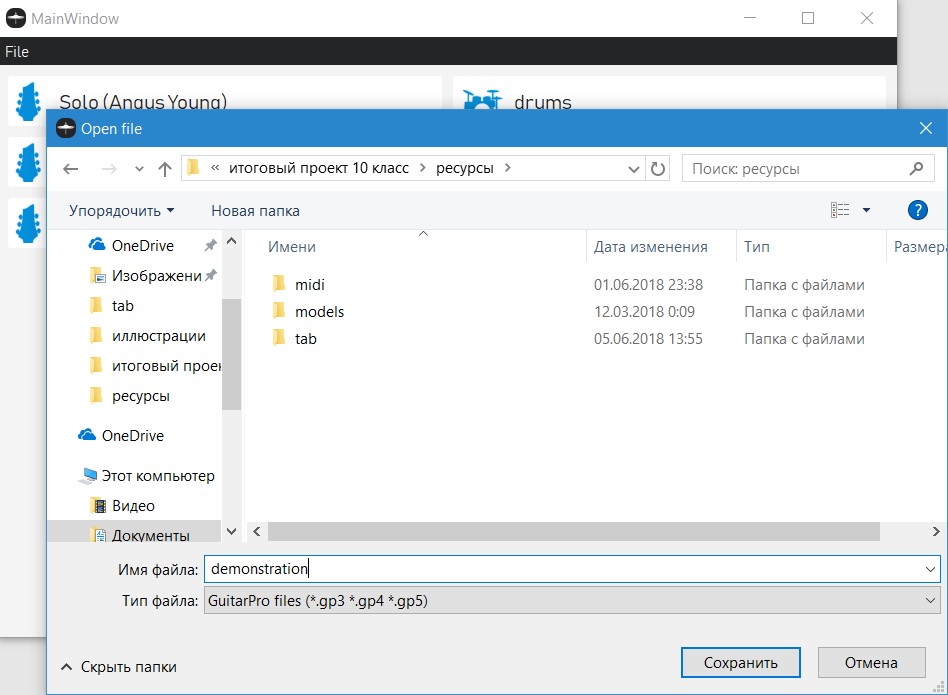 MainWindow
File
Solo (Angus Young)
drums
Open file
« итоговый проект 10 класс > ресурсы >
Поиск: ресурсы
Упорядочить
Новая папка
?
Имени
Дата изменения
Тип
Размер
OneDrive
Изображени
tab
иллюстрации
итоговый проек
ресурсы
OneDrive
Этот компьютер
Видео
Документы
midi 01.06.2018 23:38 Папка с файлами
models 12.03.2018 0:09 Папка с файлами
tab 05.06.2018 13:55 Папка с файлами
Имя файла: demonstration
Тип файла: GuitarPro files (*.gp3 *.gp4 *.gp5)
Скрыть папки
Сохранить
Отмена